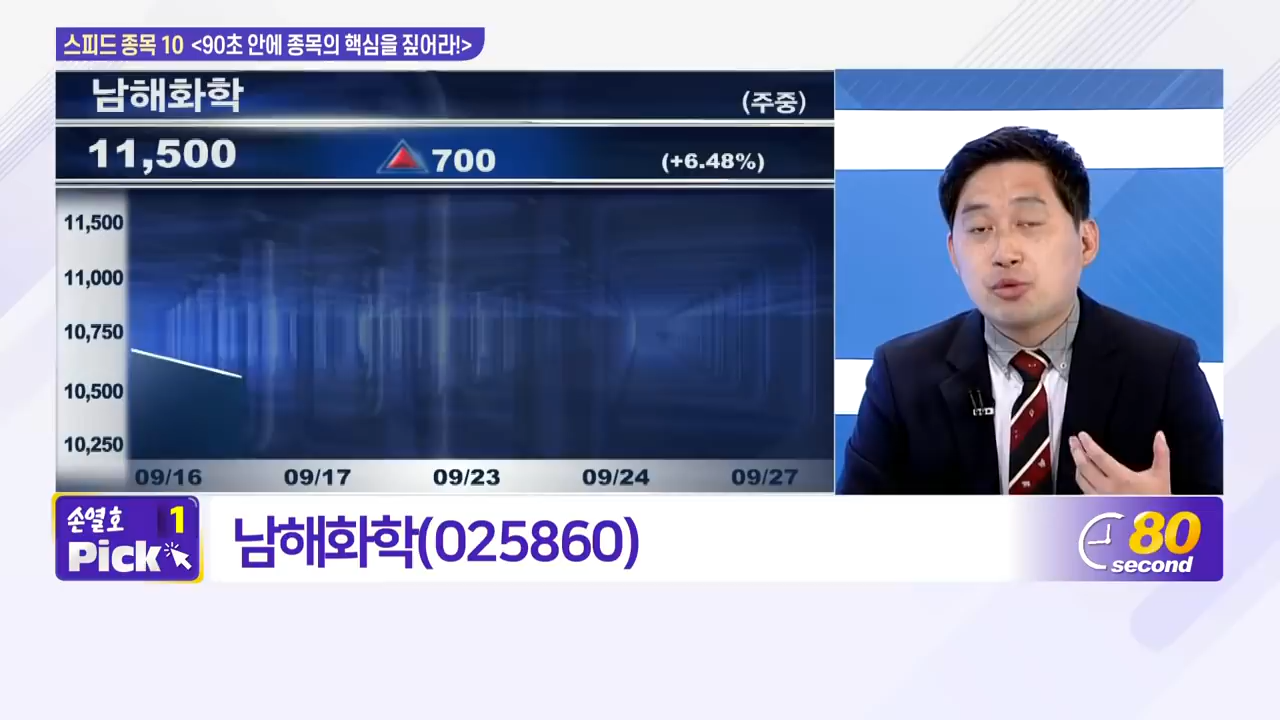 스피드 종목 10 <90초 안에 종목의 핵심을 짚어라!>
남해화학 (주중)
11,500 700 (+6.48%)
11,500
11,000
10,750
10,500
10,250
09/16 09/17 09/23 09/24 09/27
손열호 1
Pick
남해화학(025860)
80
second